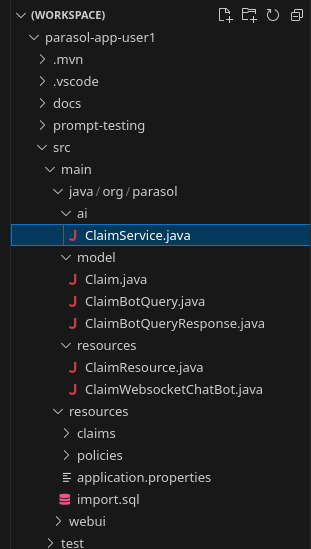 (WORKSPACE)
parasol-app-user1
.mvn
.vscode
docs
prompt-testing
src
main
java/org/parasol
ai
ClaimService.java
model
Claim.java
ClaimBotQuery.java
ClaimBotQueryResponse.java
resources
ClaimResource.java
ClaimWebsocketChatBot.java
resources
claims
policies
application.properties
import.sql
webui
test